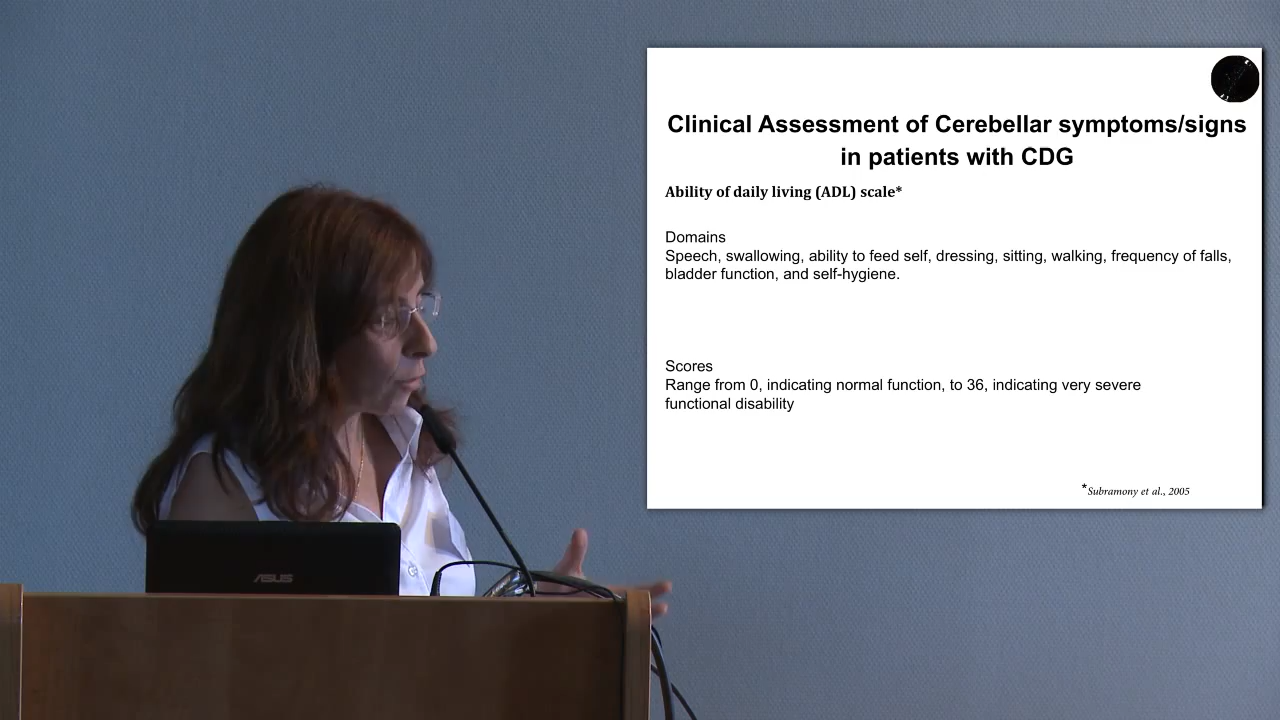 Clinical Assessment of Cerebellar symptoms/signs
in patients with CDG
Ability of daily living (ADL) scale*
Domains
Speech, swallowing, ability to feed self, dressing, sitting, walking, frequency of falls,
bladder function, and self-hygiene.
Scores
Range from 0, indicating normal function, to 36, indicating very severe
functional disability
*Subramony et al., 2005
ASUS